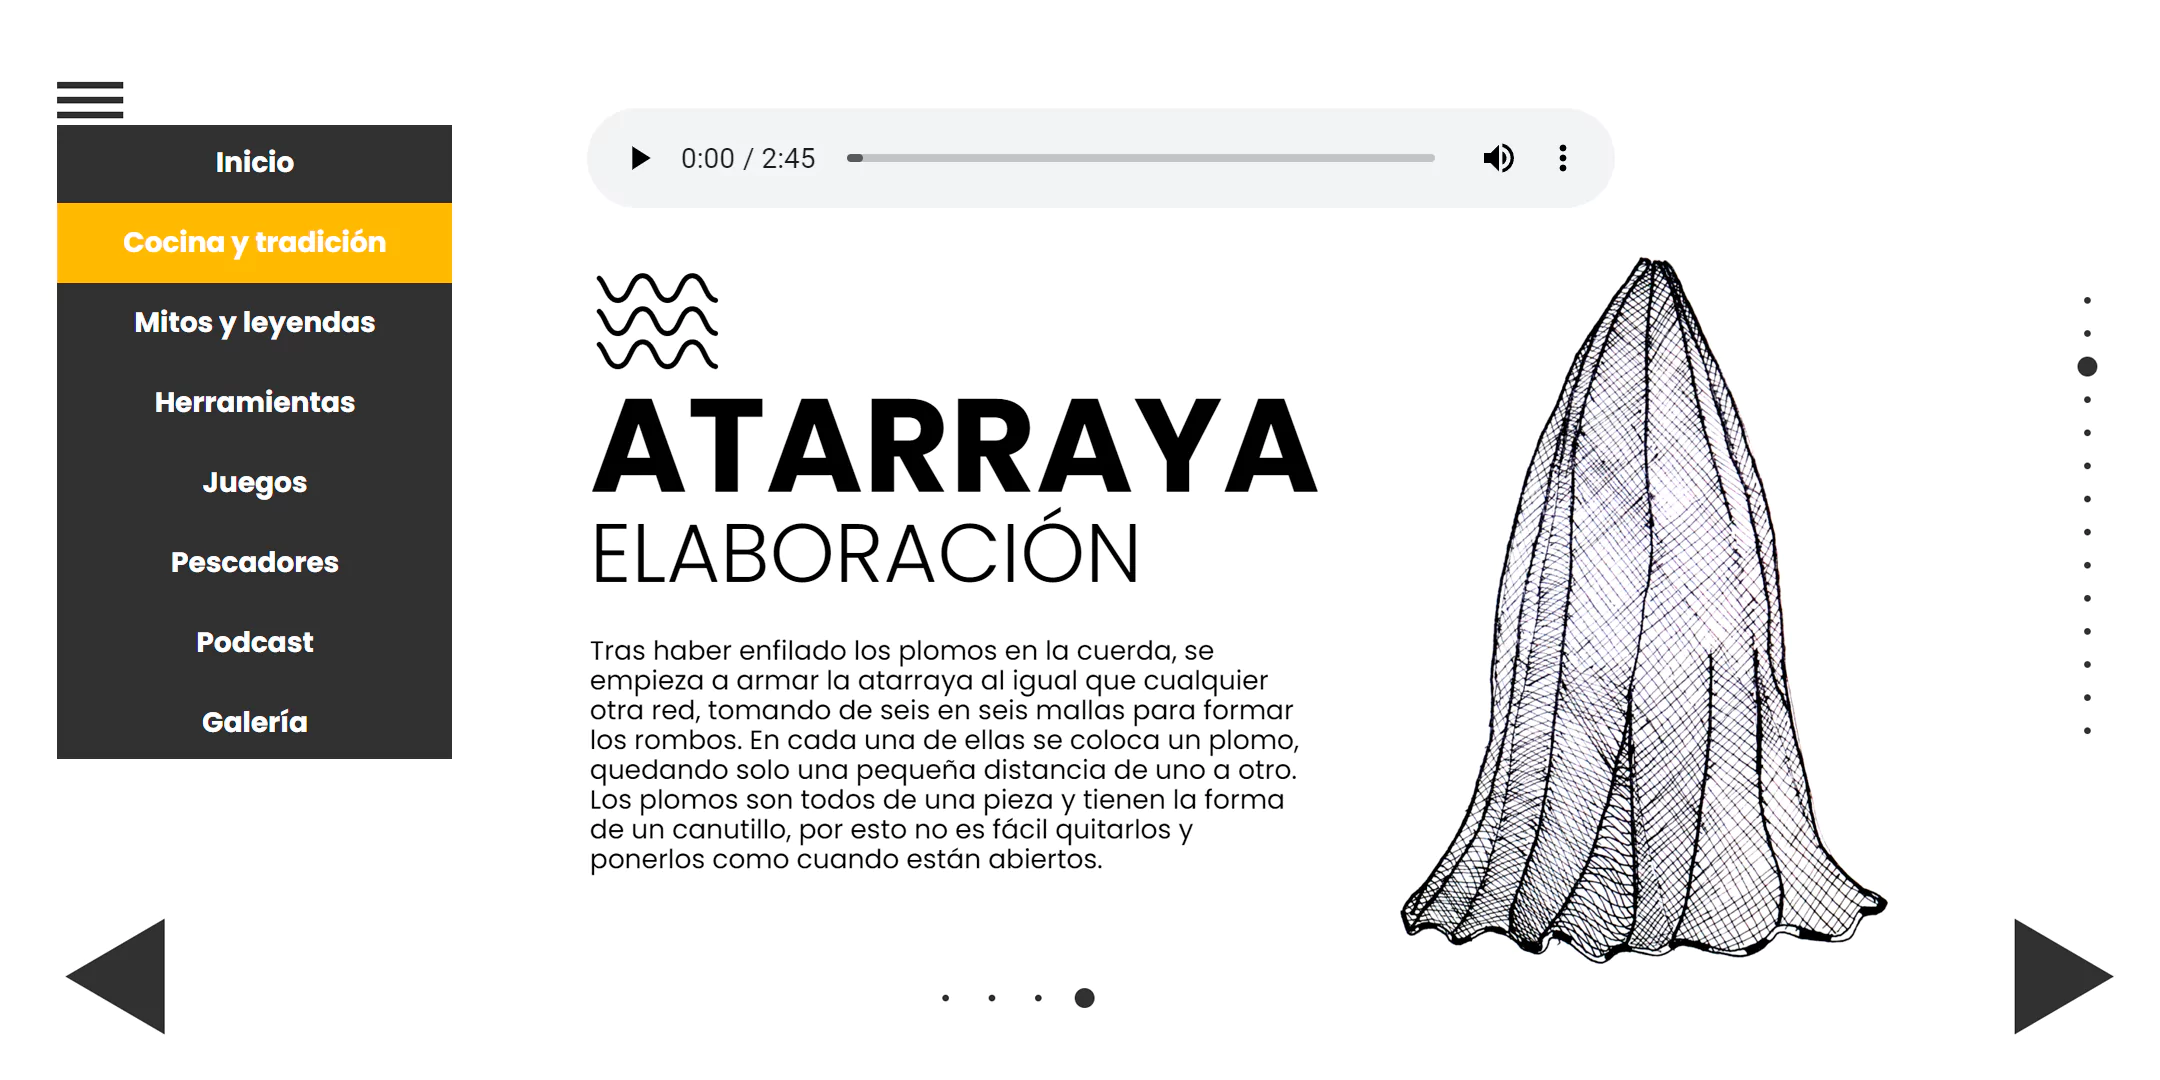 Inicio
Cocina y tradición
Mitos y leyendas
Herramientas
Juegos
Pescadores
Podcast
Galería
0:00 / 2:45
ATARRAYA
ELABORACIÓN
Tras haber enfilado los plomos en la cuerda, se
empieza a armar la atarraya al igual que cualquier
otra red, tomando de seis en seis mallas para formar
los rombos. En cada una de ellas se coloca un plomo,
quedando solo una pequeña distancia de uno a otro.
Los plomos son todos de una pieza y tienen la forma
de un canutillo, por esto no es fácil quitarlos y
ponerlos como cuando están abiertos.